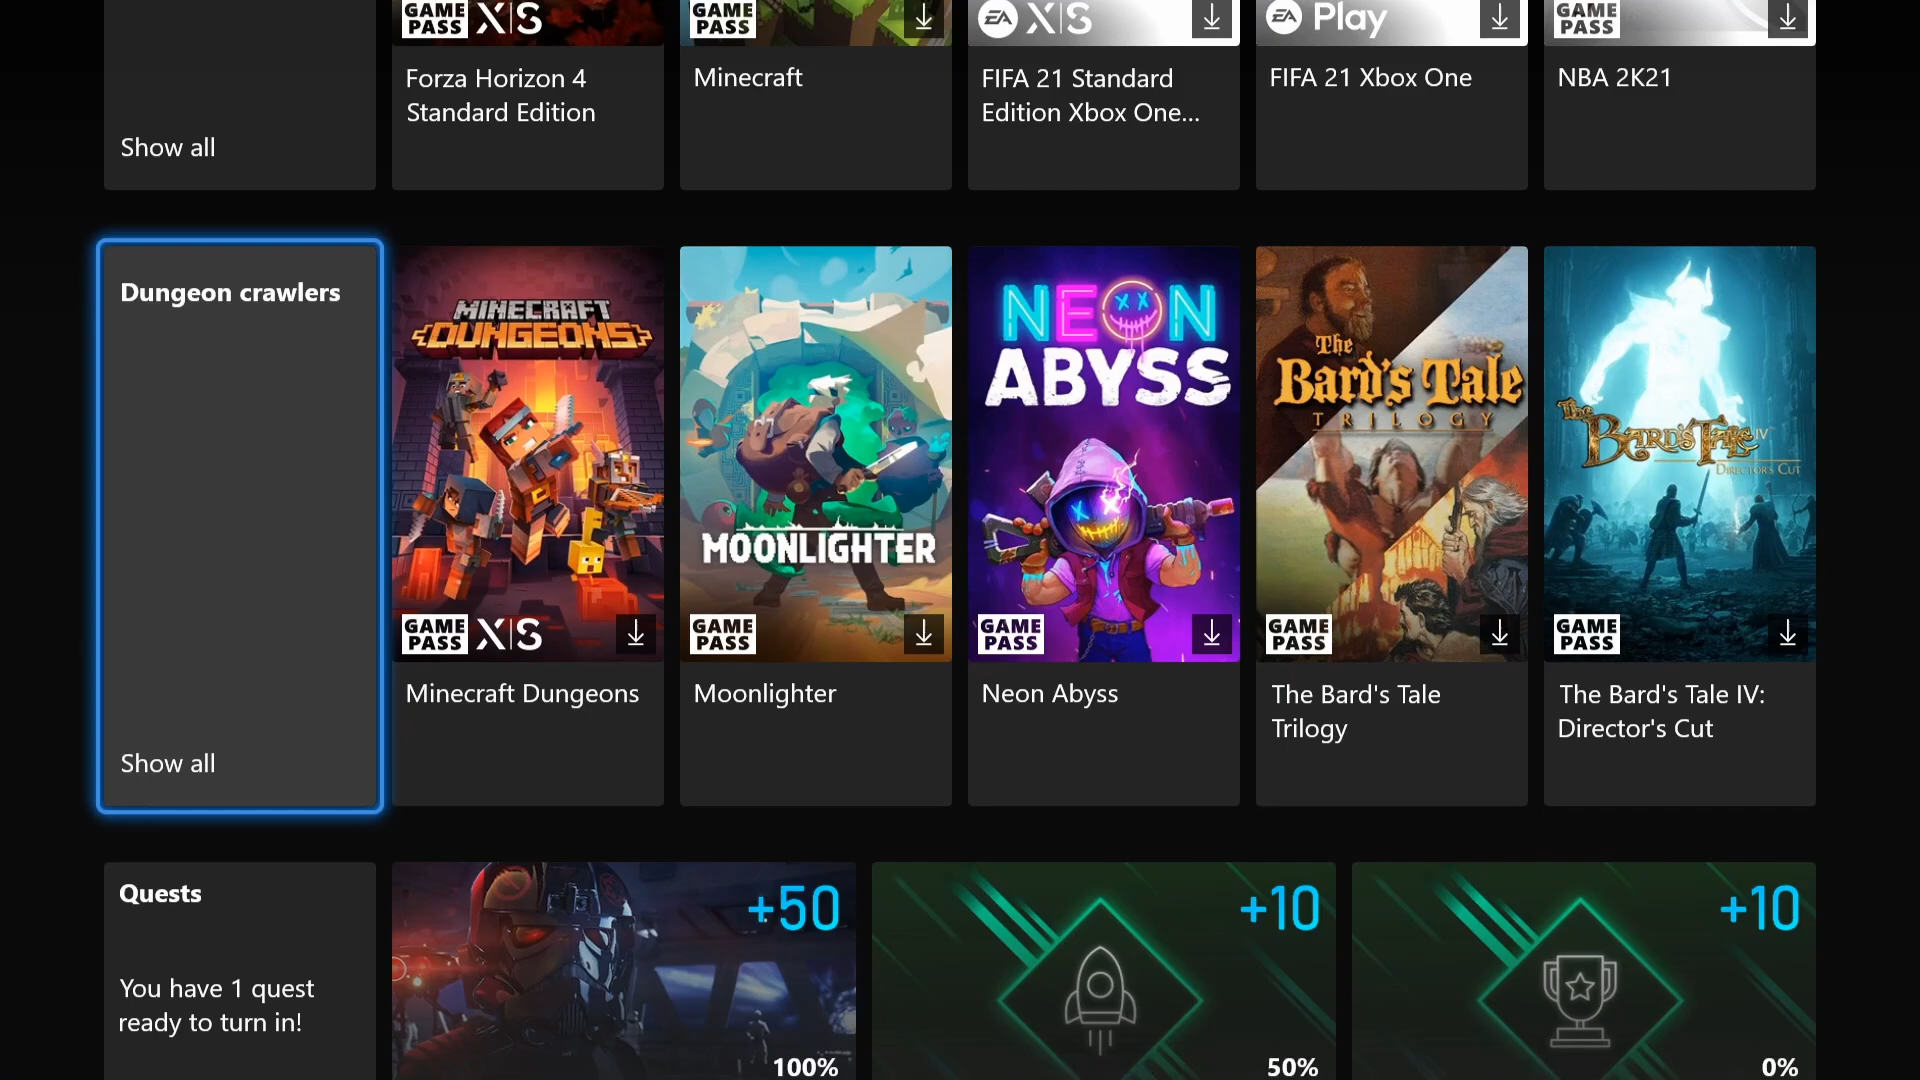 GAME
PASS X|S
GAME
PASS
EA X|S
EA Play
GAME
PASS
Forza Horizon 4
Standard Edition
Minecraft
FIFA 21 Standard
Edition Xbox One...
FIFA 21 Xbox One
NBA 2K21
Show all
Dungeon crawlers
Show all
MINECRAFT
DUNGEONS
GAME
PASS X|S
Minecraft Dungeons
MOONLIGHTER
GAME
PASS
Moonlighter
NEON
ABYSS
GAME
PASS
Neon Abyss
The
Bard's Tale
TRILOGY
GAME
PASS
The Bard's Tale
Trilogy
The
Bard's Tale IV
Director's Cut
GAME
PASS
The Bard's Tale IV:
Director's Cut
Quests
You have 1 quest
ready to turn in!
+50
100%
+10
50%
+10
0%